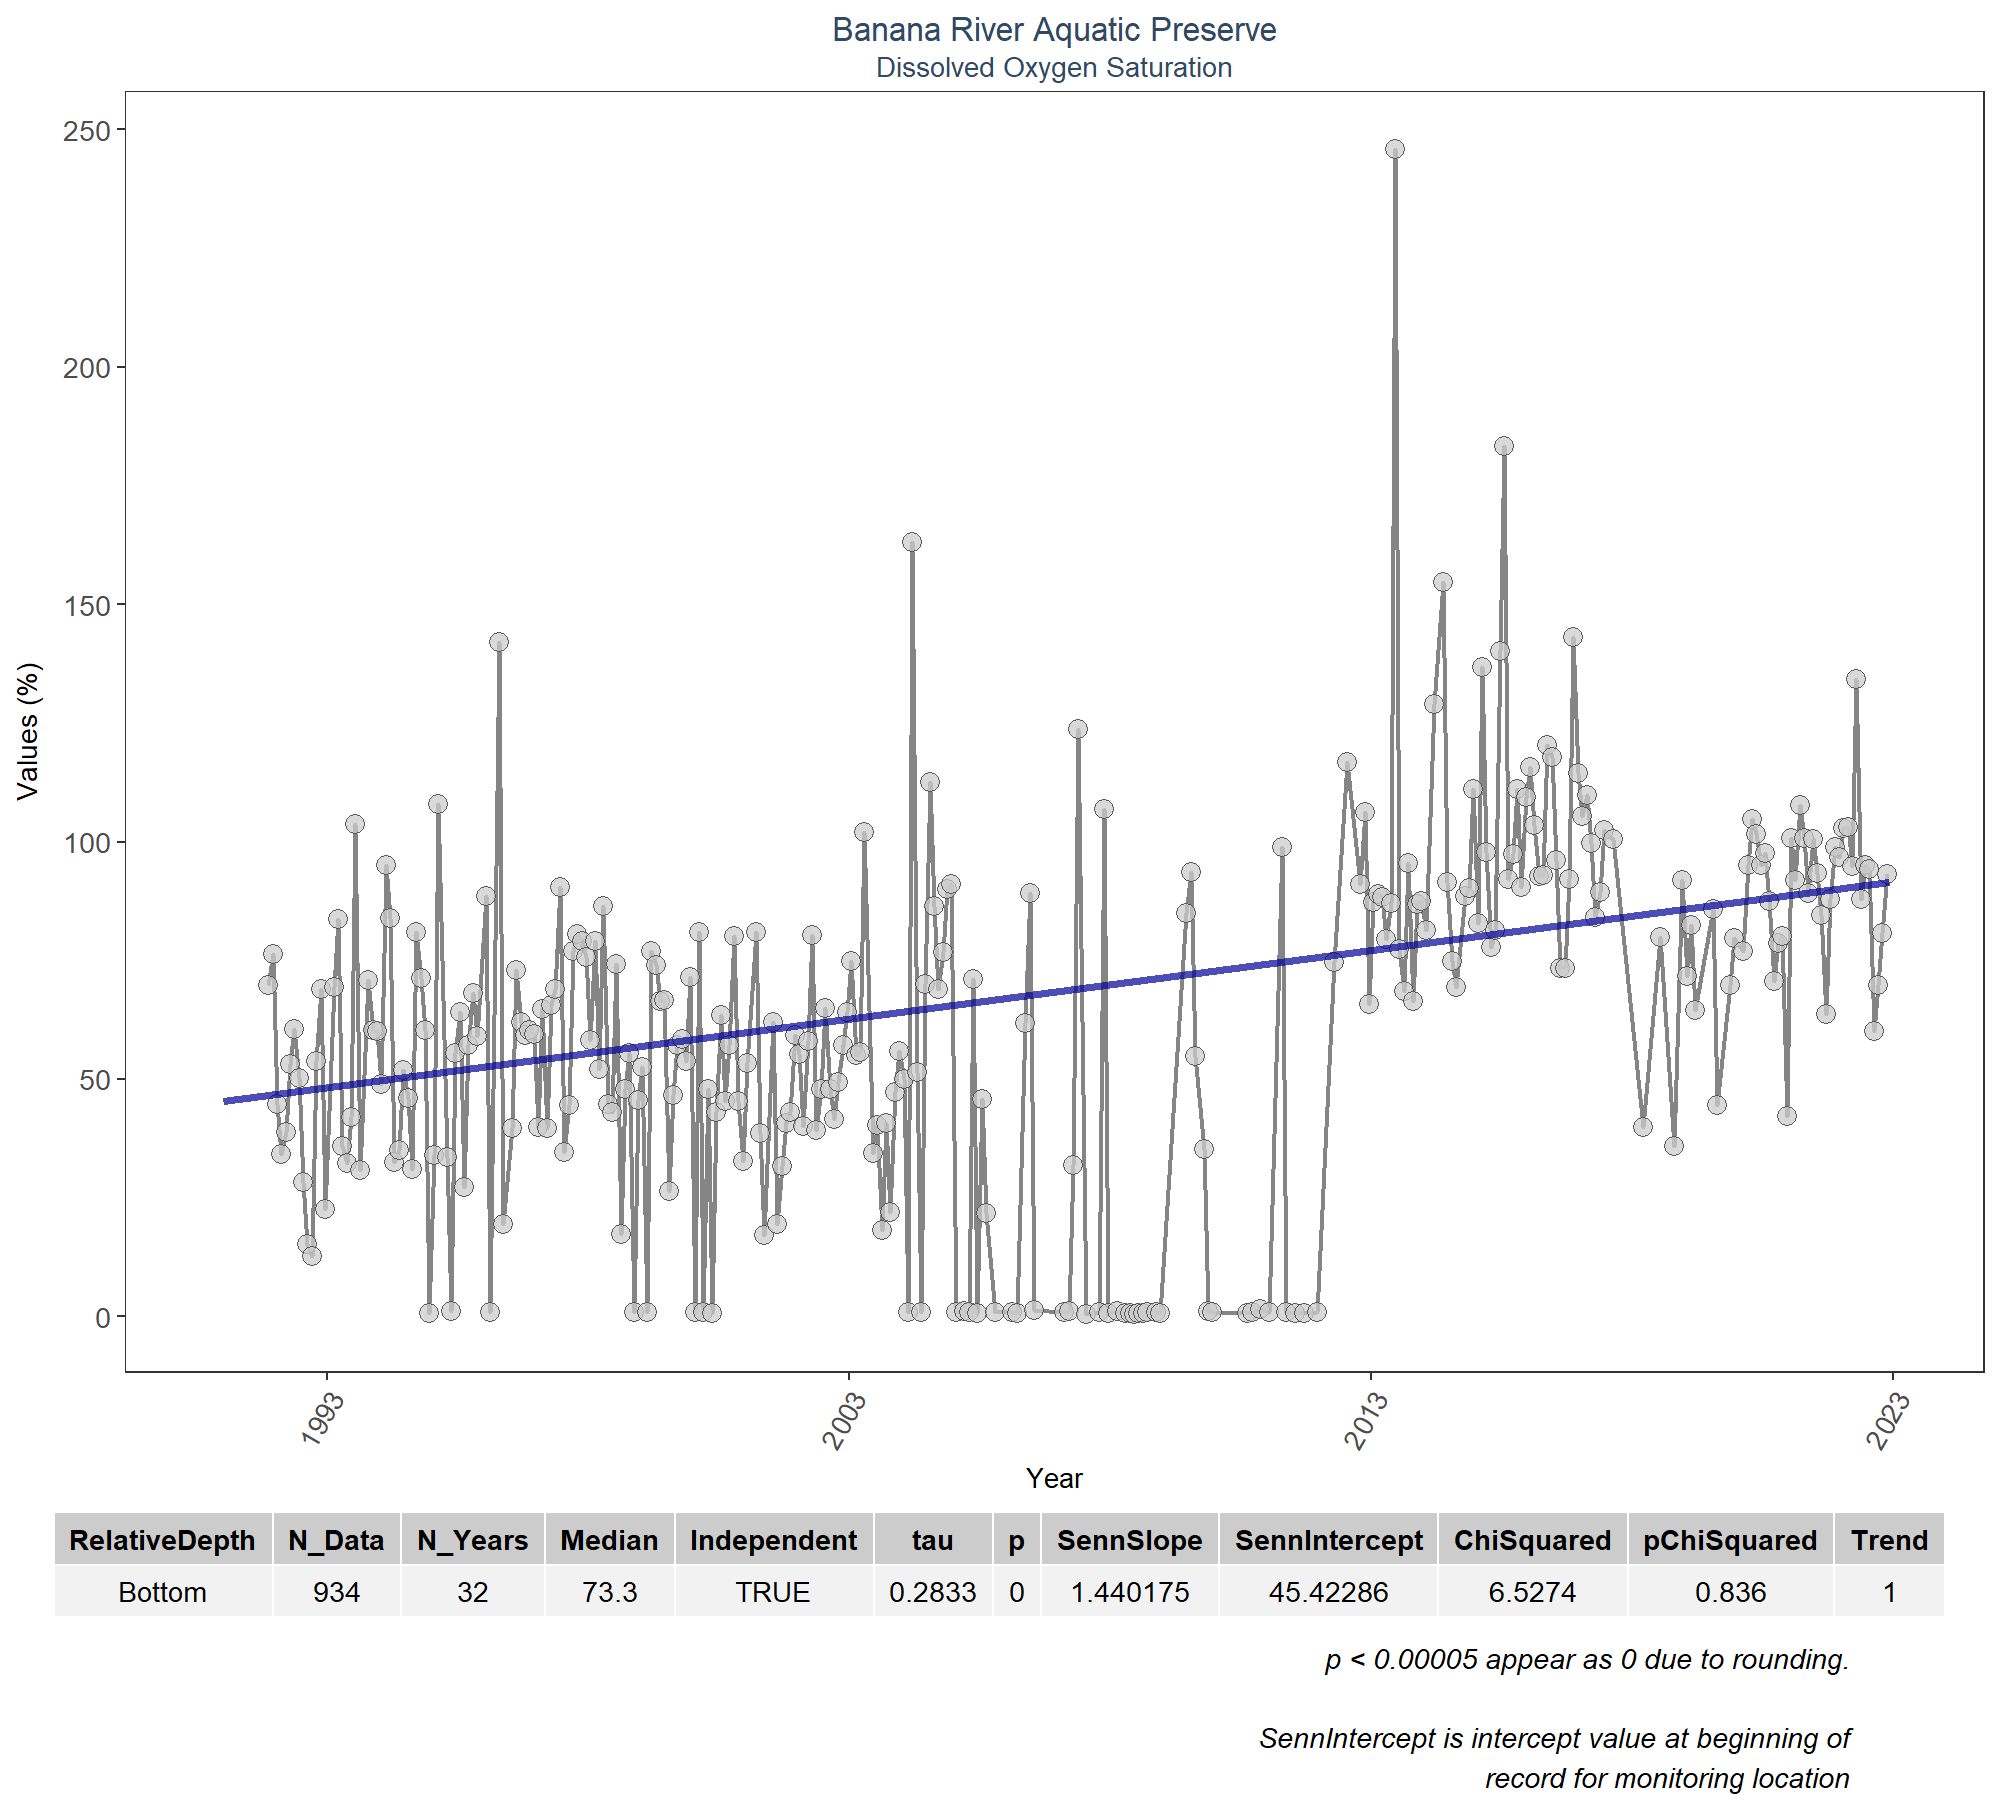 Banana River Aquatic Preserve
Dissolved Oxygen Saturation
250
200
150
100
50
0
Values (%)
1993
2003
2013
2023
Year
RelativeDepth N_Data N_Years Median Independent tau p SennSlope SennIntercept ChiSquared pChiSquared Trend
Bottom 934 32 73.3 TRUE 0.2833 0 1.440175 45.42286 6.5274 0.836 1
p < 0.00005 appear as 0 due to rounding.
SennIntercept is intercept value at beginning of
record for monitoring location